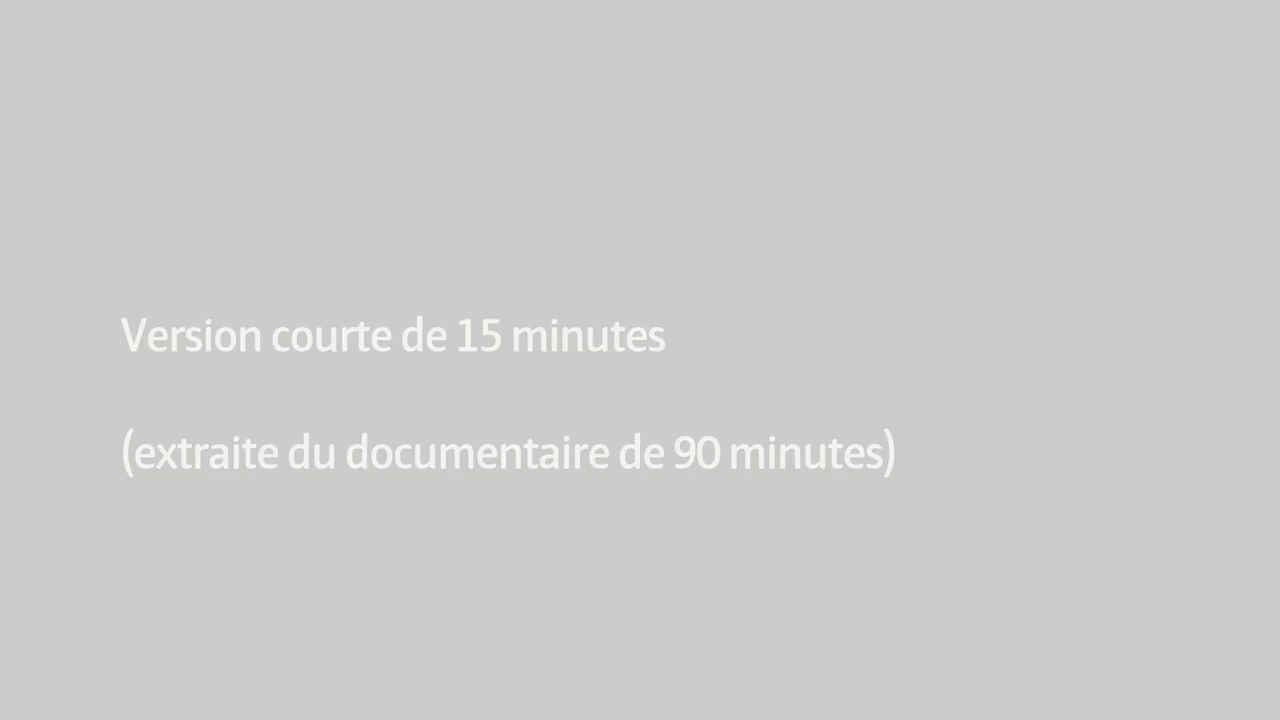 Version courte de 15 minutes
(extraite du documentaire de 90 minutes)